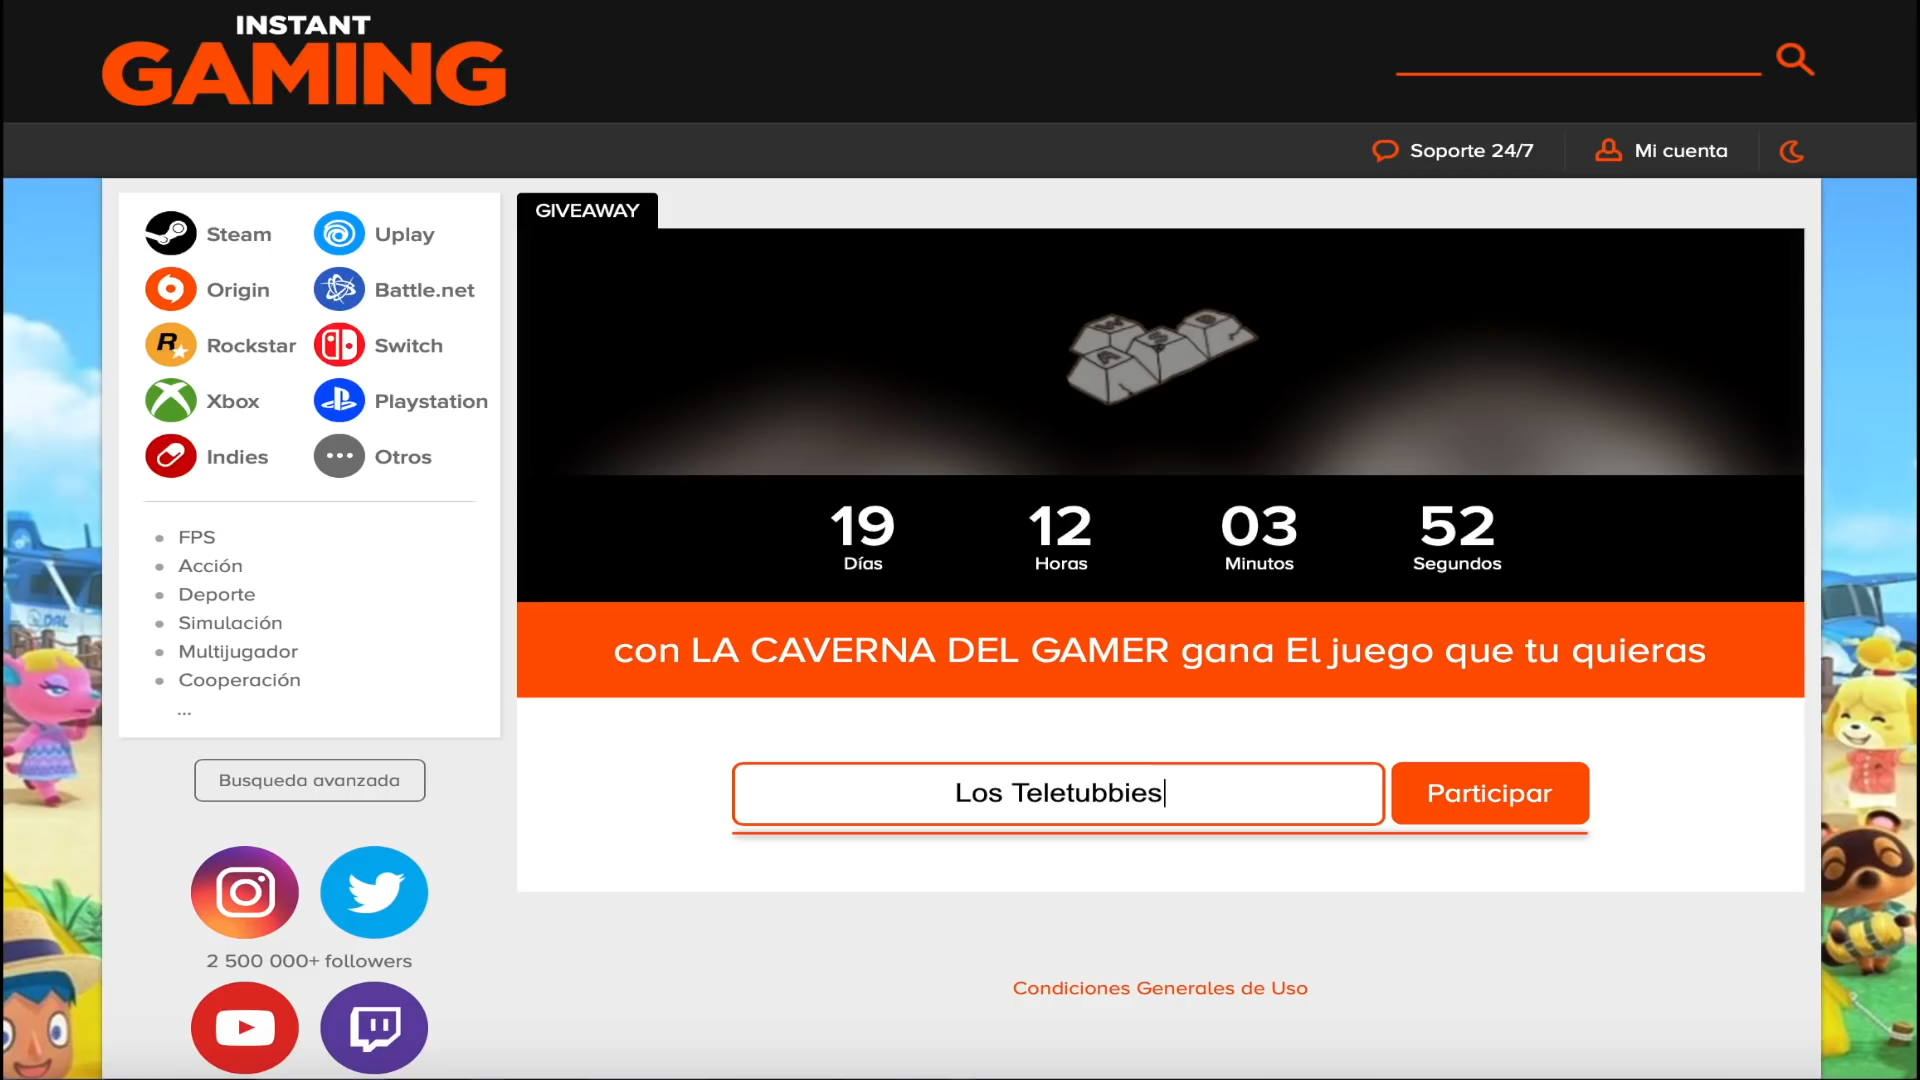 INSTANT
GAMING
Soporte 24/7
Mi cuenta
Steam
Uplay
Origin
Battle.net
Rockstar
Switch
Xbox
Playstation
Indies
Otros
FPS
Acción
Deporte
Simulación
Multijugador
Cooperación
...
Busqueda avanzada
2 500 000+ followers
GIVEAWAY
W
A
S
D
19
12
03
52
Días
Horas
Minutos
Segundos
con LA CAVERNA DEL GAMER gana El juego que tu quieras
Los Teletubbies
Participar
Condiciones Generales de Uso
DAL